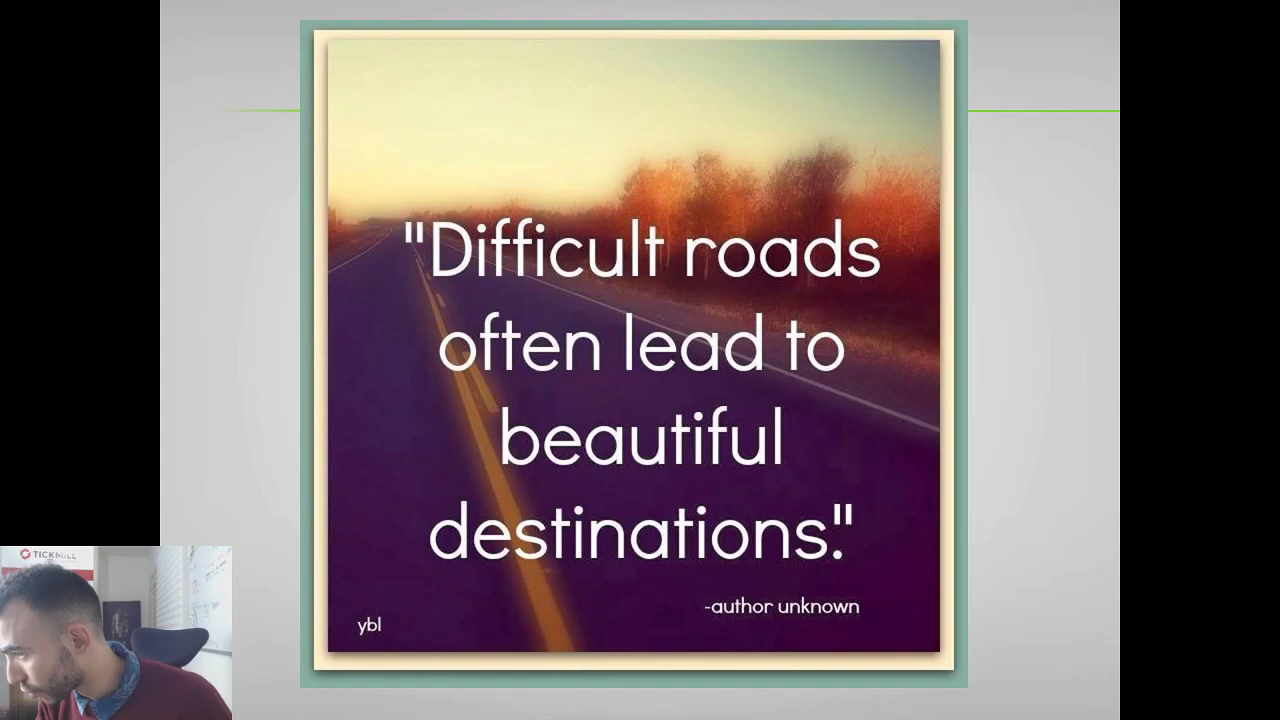 "Difficult roads
often lead to
beautiful
destinations."
-author unknown
ybl
TICKMILL